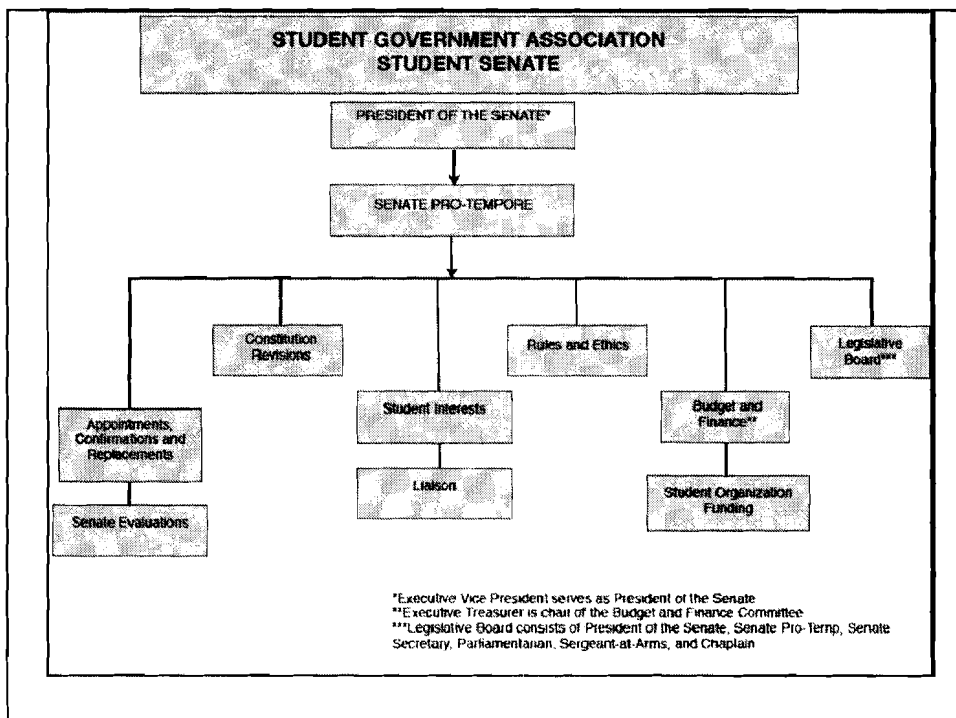 STUDENT GOVERNMENT ASSOCIATION
STUDENT SENATE
PRESIDENT OF THE SENATE*
SENATE PRO-TEMPORE
Constitution
Revisions
Rules and Ethics
Legislative
Board***
Appointments,
Confirmations and
Replacements
Student Interests
Budget and
Finance**
Liaison
Student Organization
Funding
Senate Evaluations
*Executive Vice President serves as President of the Senate
**Executive Treasurer is chair of the Budget and Finance Committee
***Legislative Board consists of President of the Senate, Senate Pro-Temp, Senate
Secretary, Parliamentarian, Sergeant-at-Arms, and Chaplain